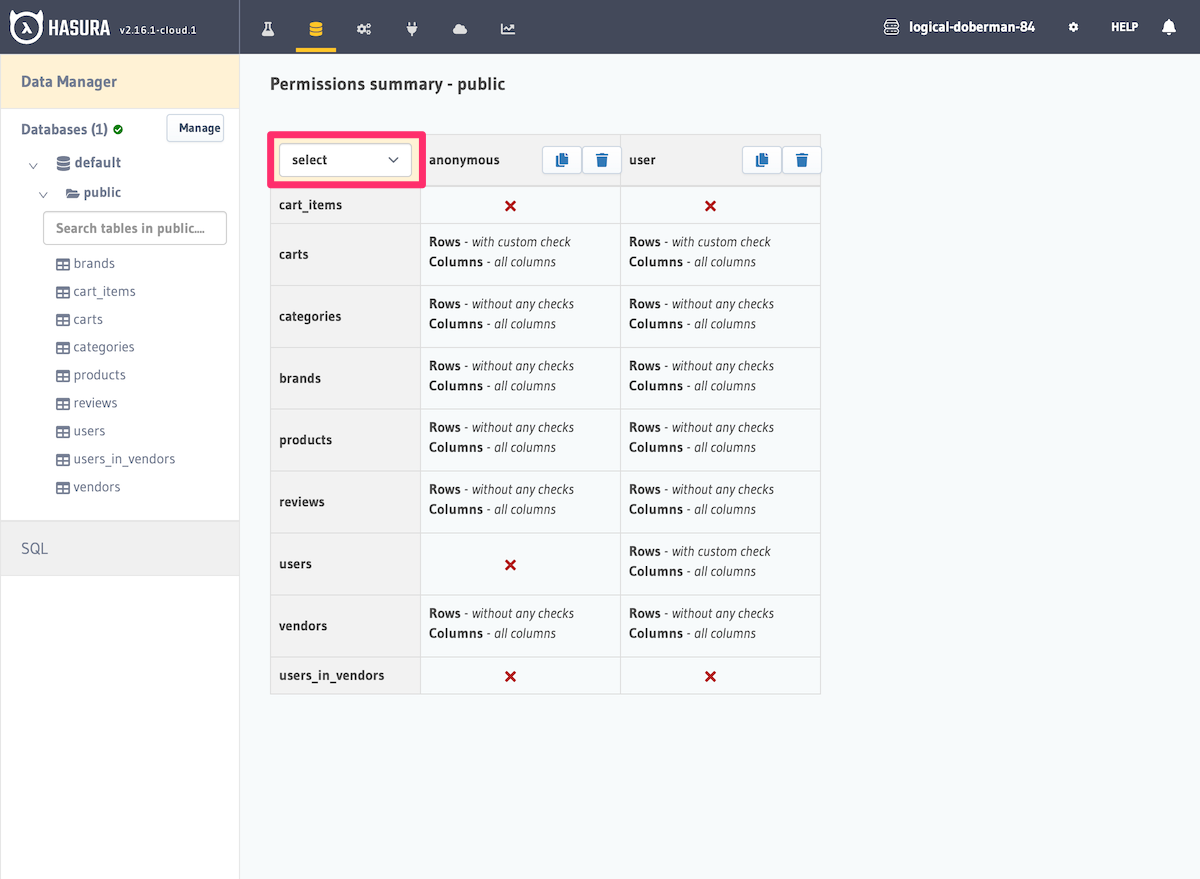 HASURA v2.16.1-cloud.1
logical-doberman-84 HELP
Data Manager
Databases (1) Manage
default
public
Search tables in public....
brands
cart_items
carts
categories
products
reviews
users
users_in_vendors
vendors
SQL
Permissions summary - public
select anonymous user
cart_items
carts
Rows - with custom check
Columns - all columns
Rows - with custom check
Columns - all columns
categories
Rows - without any checks
Columns - all columns
Rows - without any checks
Columns - all columns
brands
Rows - without any checks
Columns - all columns
Rows - without any checks
Columns - all columns
products
Rows - without any checks
Columns - all columns
Rows - without any checks
Columns - all columns
reviews
Rows - without any checks
Columns - all columns
Rows - without any checks
Columns - all columns
users
Rows - with custom check
Columns - all columns
vendors
Rows - without any checks
Columns - all columns
Rows - without any checks
Columns - all columns
users_in_vendors